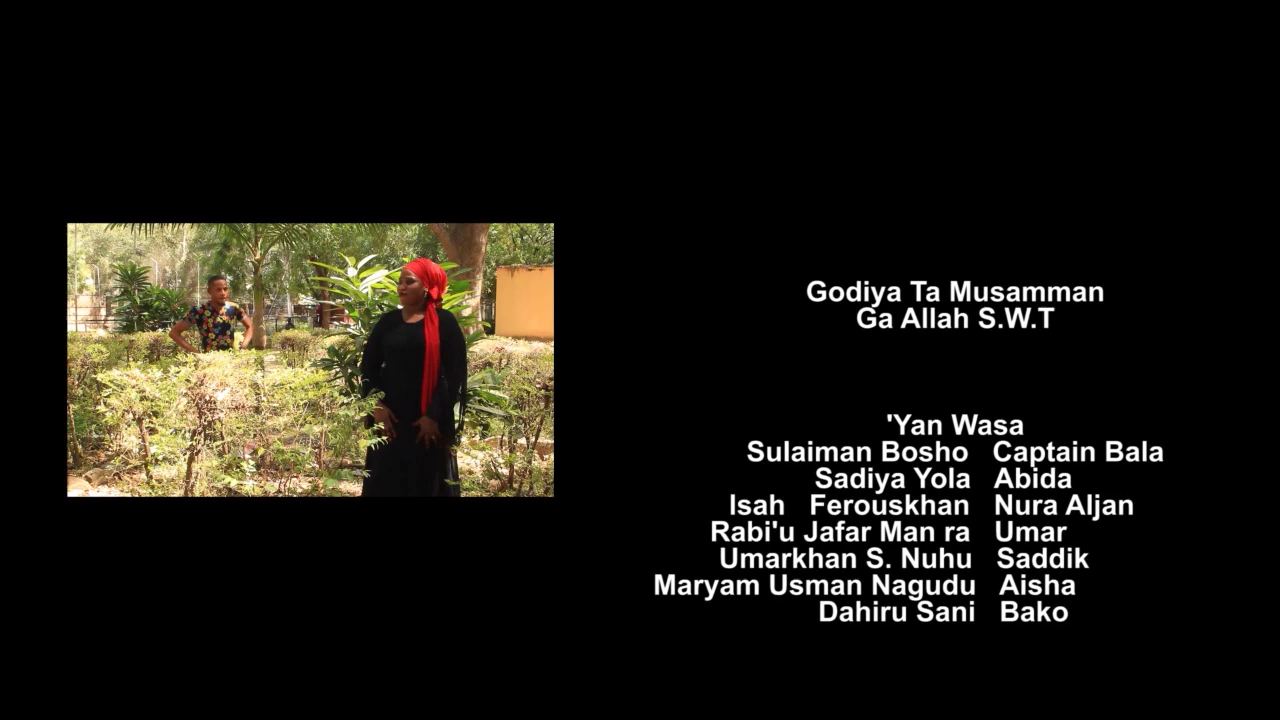 Godiya Ta Musamman
Ga Allah S.W.T
'Yan Wasa
Sulaiman Bosho Captain Bala
Sadiya Yola Abida
Isah Ferouskhan Nura Aljan
Rabi'u Jafar Man ra Umar
Umarkhan S. Nuhu Saddik
Maryam Usman Nagudu Aisha
Dahiru Sani Bako